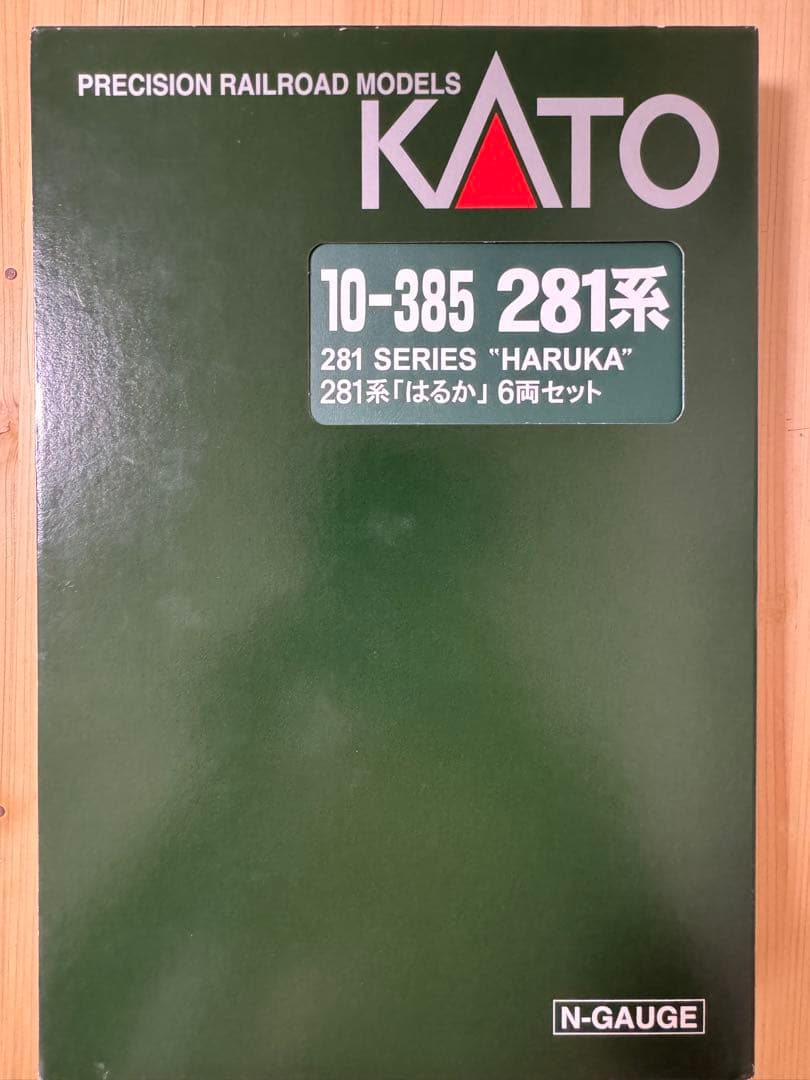 PRECISION RAILROAD MODELS
KATO
10-385 281系
281 SERIES "HARUKA"
281系「はるか」6両セット
N-GAUGE